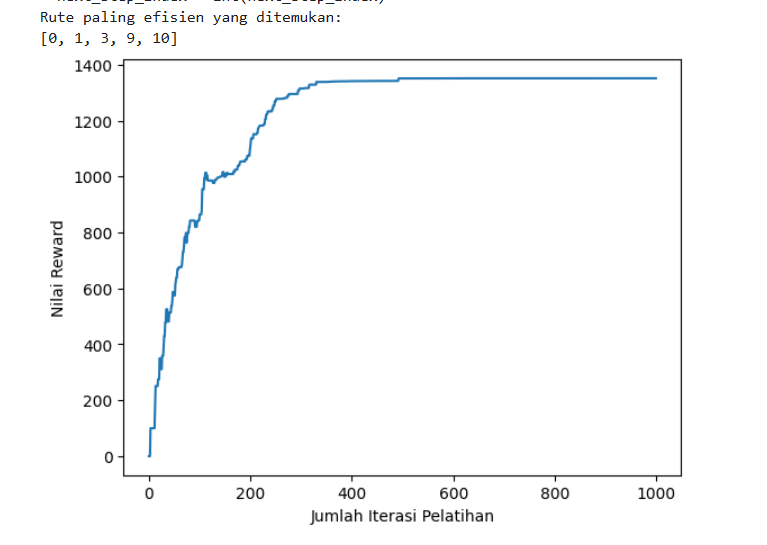 Rute paling efisien yang ditemukan:
[0, 1, 3, 9, 10]
1400
1200
1000
800
600
400
200
0
Nilai Reward
0 200 400 600 800 1000
Jumlah Iterasi Pelatihan